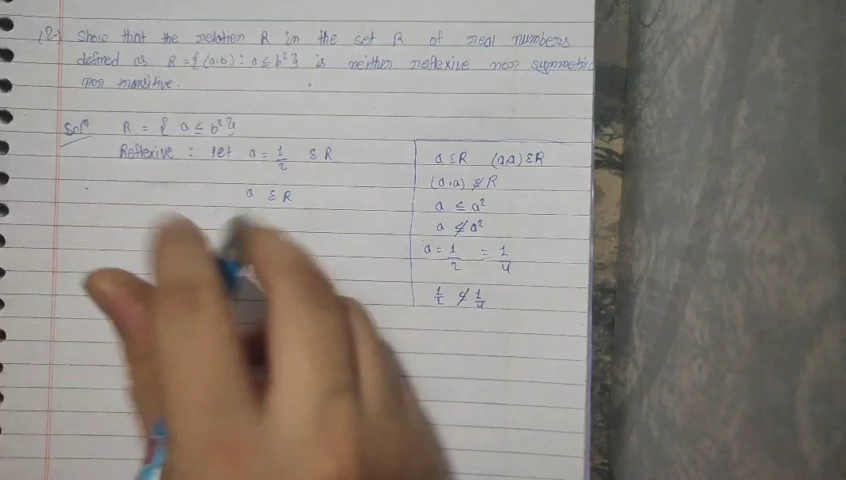 (2.) Show that the relation R in the set R of real numbers
defined as R = { (a,b) : a ≤ b² } is neither reflexive nor symmetric
nor transitive.
Solⁿ R = { a ≤ b² }
Reflexive : let a = 1/2 ε R
a ε R
a ε R (a,a) ε R
(a,a) ∉ R
a ≤ a²
a ≰ a²
a = 1/2 = 1/4
1/2 ≰ 1/4